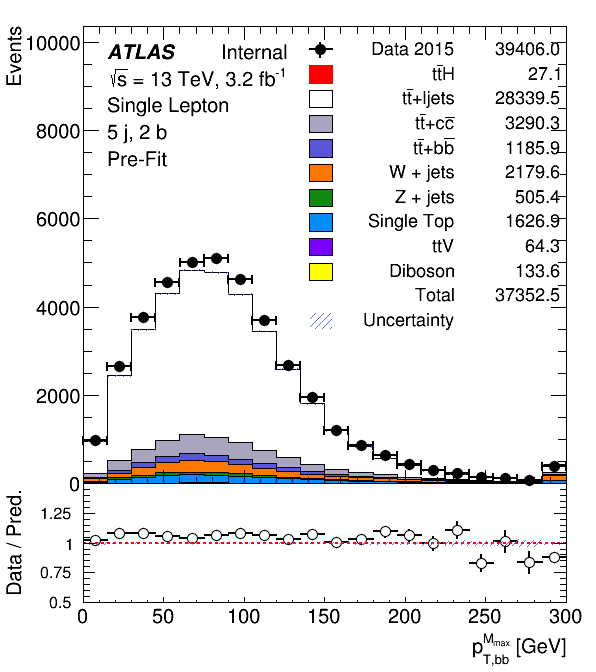 Events
10000
8000
6000
4000
2000
0
ATLAS Internal
√s = 13 TeV, 3.2 fb⁻¹
Single Lepton
5 j, 2 b
Pre-Fit
Data 2015 39406.0
tt̄H 27.1
tt̄+ljets 28339.5
tt̄+cc̄ 3290.3
tt̄+bb̄ 1185.9
W + jets 2179.6
Z + jets 505.4
Single Top 1626.9
ttV 64.3
Diboson 133.6
Total 37352.5
Uncertainty
Data / Pred.
1.25
1
0.75
0.5
0 50 100 150 200 250 300
p_{T,bb}^{M_{max}} [GeV]